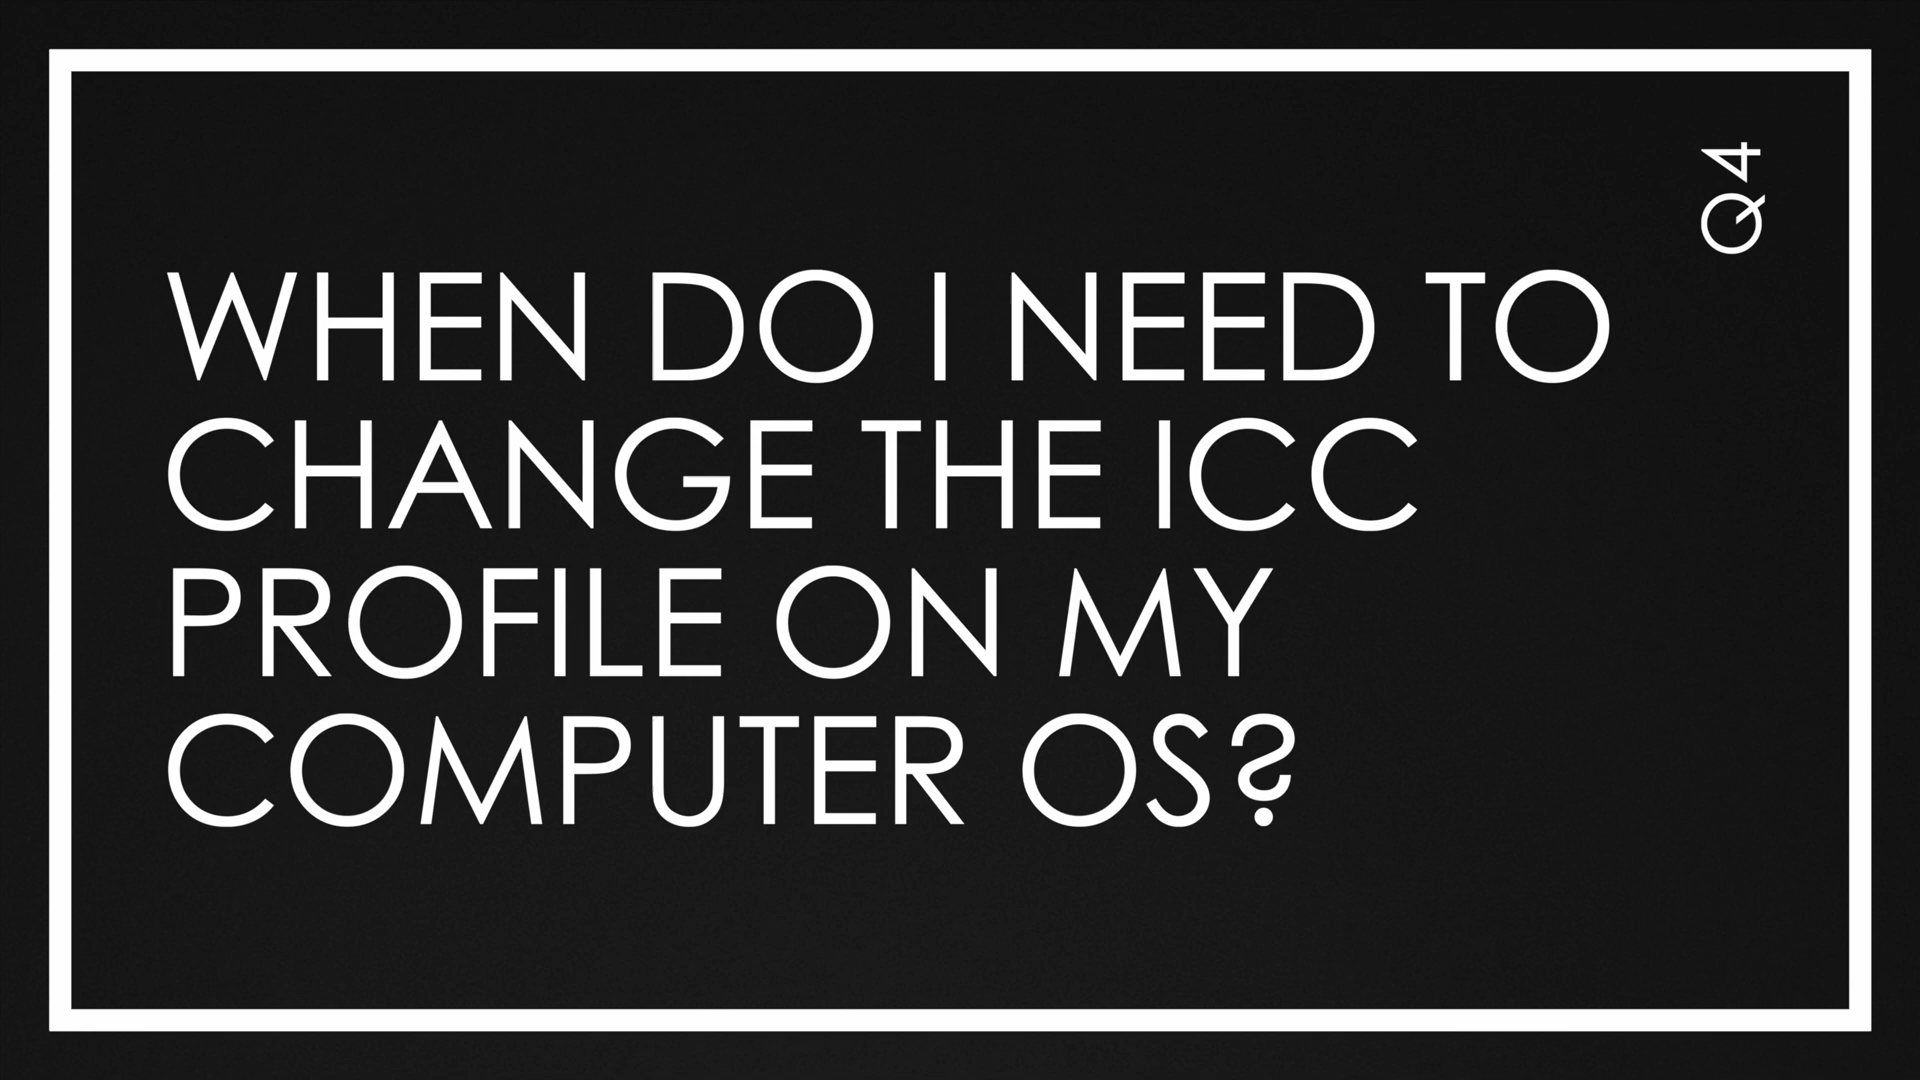 Q4
WHEN DO I NEED TO
CHANGE THE ICC
PROFILE ON MY
COMPUTER OS?